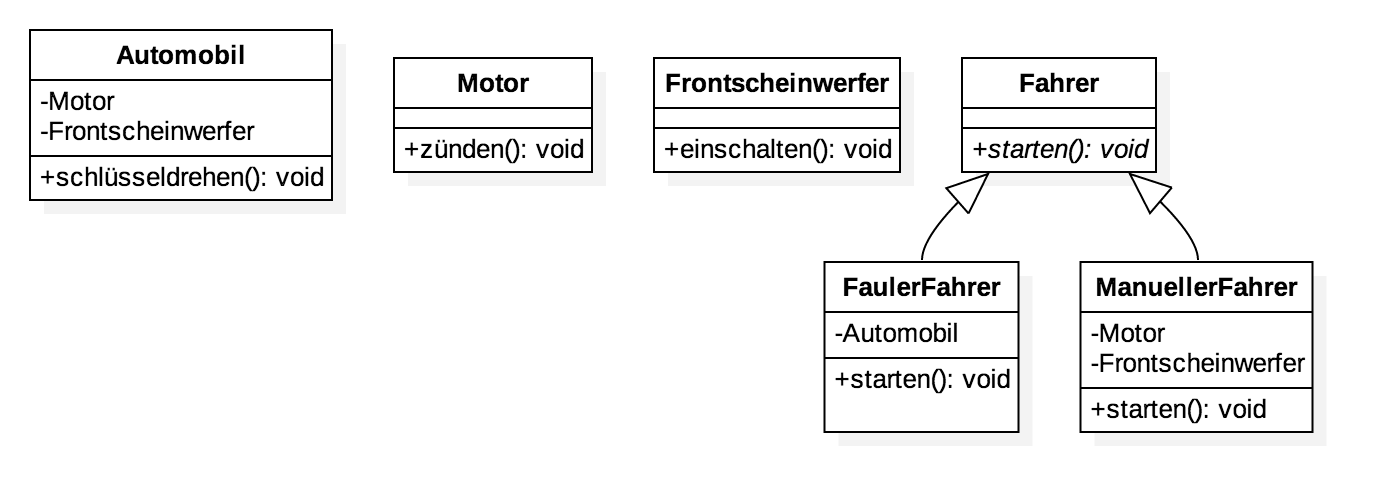 Automobil
-Motor
-Frontscheinwerfer
+schlüsseldrehen(): void
Motor
+zünden(): void
Frontscheinwerfer
+einschalten(): void
Fahrer
+starten(): void
FaulerFahrer
-Automobil
+starten(): void
ManuellerFahrer
-Motor
-Frontscheinwerfer
+starten(): void